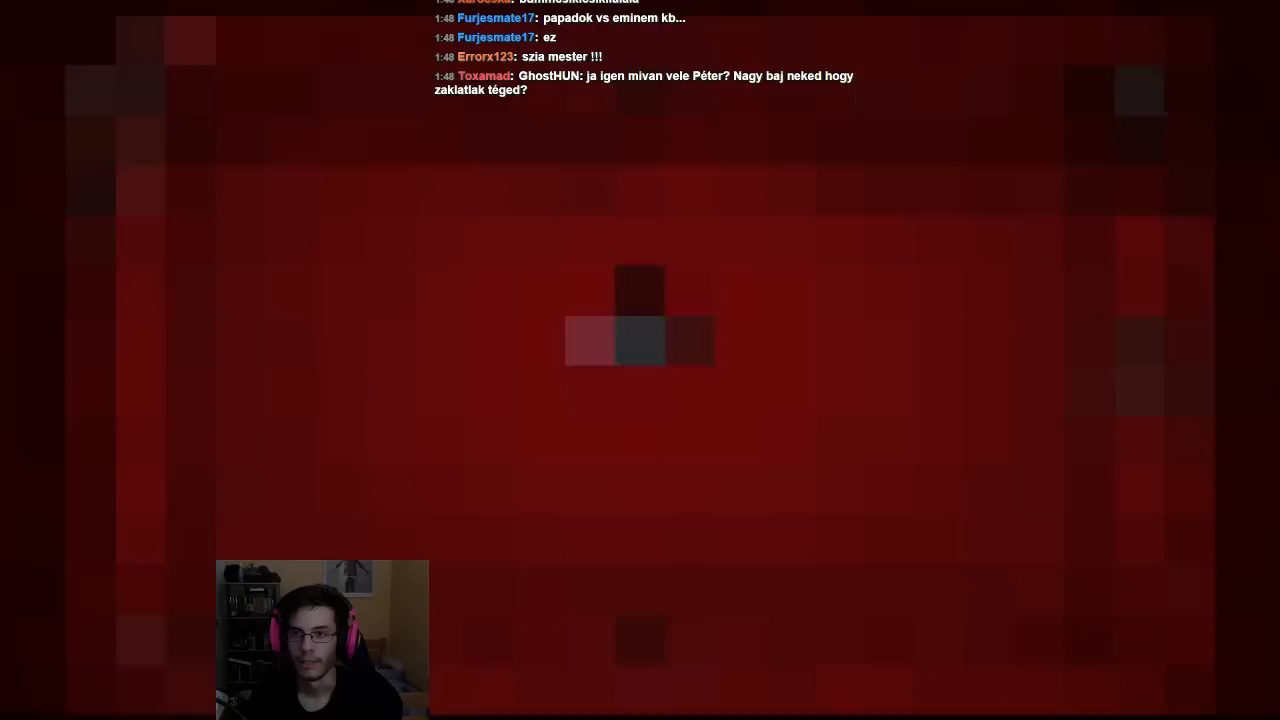 1:48 Furjesmate17: papadok vs eminem kb...
1:48 Furjesmate17: ez
1:48 Errorx123: szia mester !!!
1:48 Toxamad: GhostHUN: ja igen mivan vele Péter? Nagy baj neked hogy
zaklatlak téged?